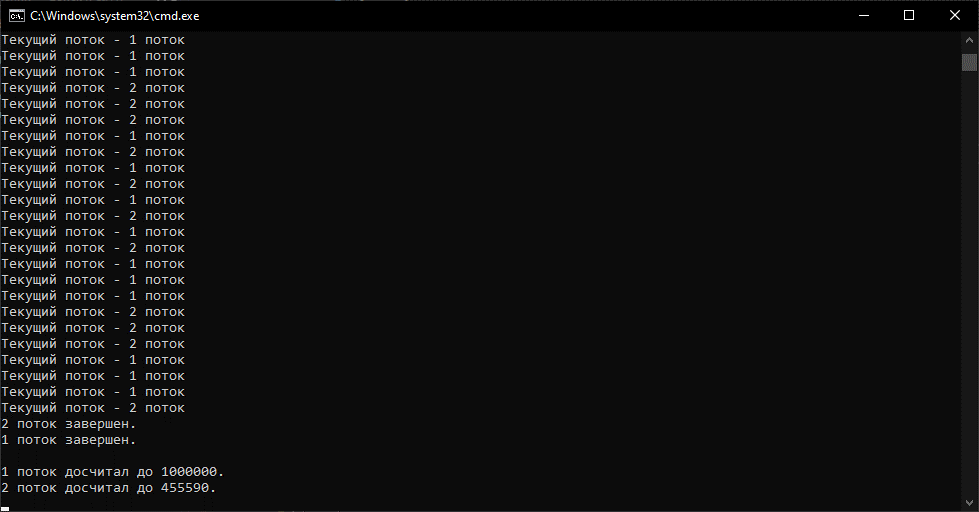 C:\Windows\system32\cmd.exe
Текущий поток - 1 поток
Текущий поток - 1 поток
Текущий поток - 1 поток
Текущий поток - 2 поток
Текущий поток - 2 поток
Текущий поток - 2 поток
Текущий поток - 1 поток
Текущий поток - 2 поток
Текущий поток - 1 поток
Текущий поток - 2 поток
Текущий поток - 1 поток
Текущий поток - 2 поток
Текущий поток - 1 поток
Текущий поток - 2 поток
Текущий поток - 1 поток
Текущий поток - 1 поток
Текущий поток - 1 поток
Текущий поток - 2 поток
Текущий поток - 2 поток
Текущий поток - 2 поток
Текущий поток - 1 поток
Текущий поток - 1 поток
Текущий поток - 1 поток
Текущий поток - 2 поток
2 поток завершен.
1 поток завершен.
1 поток досчитал до 1000000.
2 поток досчитал до 455590.